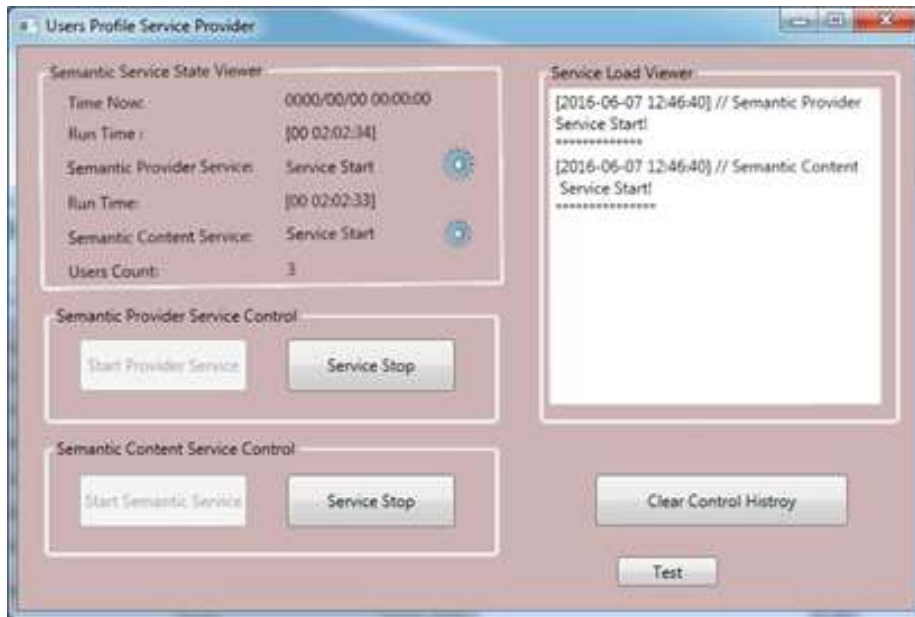 Users Profile Service Provider
Semantic Service State Viewer
Time Now: 0000/00/00 00:00:00
Run Time : [00 02:02:34]
Semantic Provider Service: Service Start
Run Time: [00 02:02:33]
Semantic Content Service: Service Start
Users Count: 3
Semantic Provider Service Control
Start Provider Service
Service Stop
Semantic Content Service Control
Start Semantic Service
Service Stop
Service Load Viewer
[2016-06-07 12:46:40] // Semantic Provider
Service Start!
*************
[2016-06-07 12:46:40] // Semantic Content
Service Start!
***************
Clear Control Histroy
Test